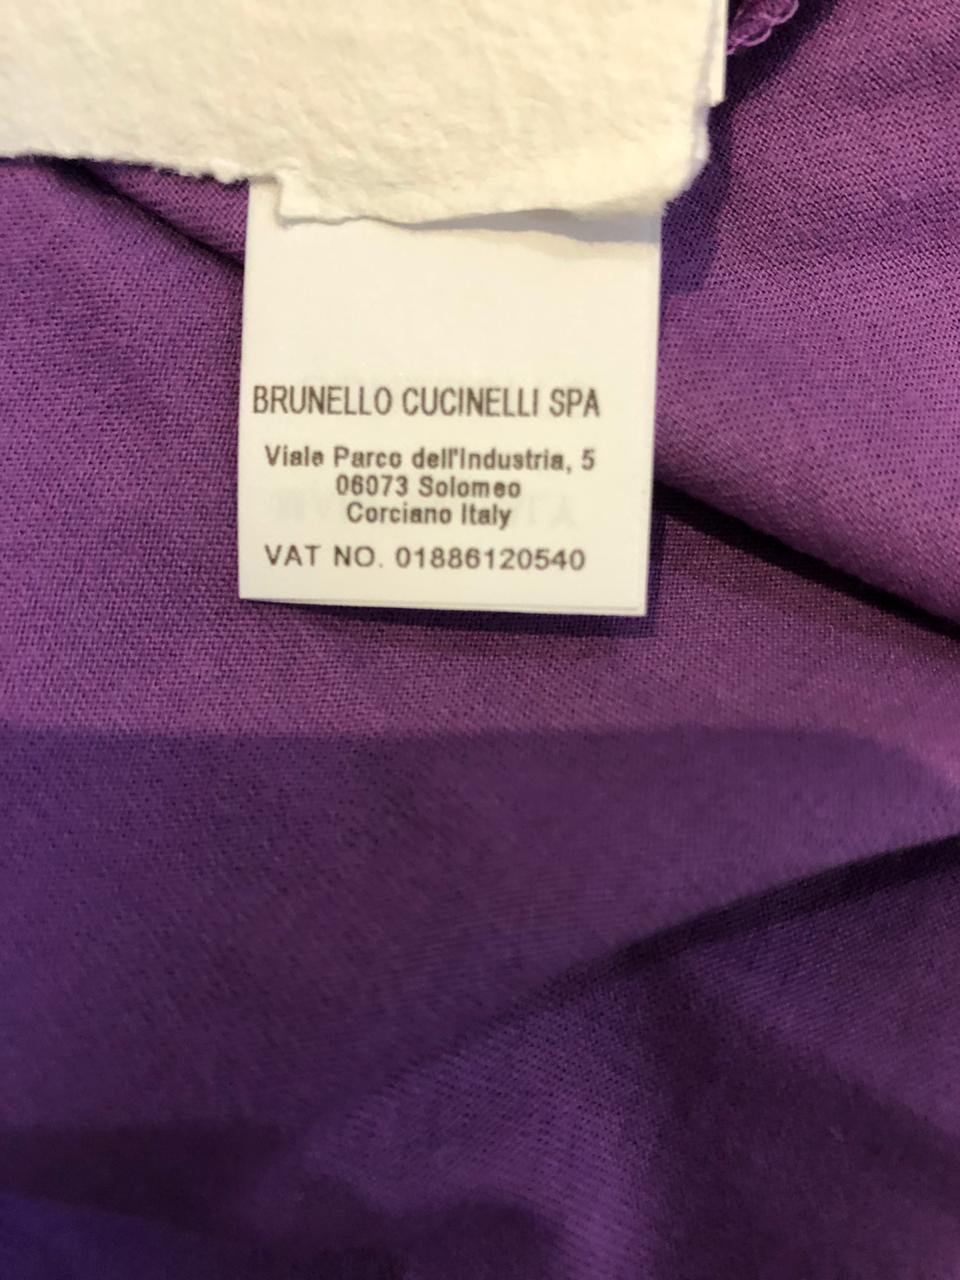 BRUNELLO CUCINELLI SPA
Viale Parco dell'Industria, 5
06073 Solomeo
Corciano Italy
VAT NO. 01886120540